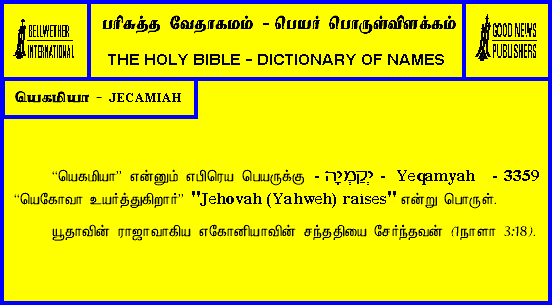 BELLWETHER
INTERNATIONAL
பரிசுத்த வேதாகமம் - பெயர் பொருள்விளக்கம்
THE HOLY BIBLE - DICTIONARY OF NAMES
GOOD NEWS
PUBLISHERS
யெகமியா - JECAMIAH
“யெகமியா” என்னும் எபிரெய பெயருக்கு - יְקַמְיָה - Yeqamyah - 3359
“யெகோவா உயர்த்துகிறார்” "Jehovah (Yahweh) raises" என்று பொருள்.
யூதாவின் ராஜாவாகிய எகோனியாவின் சந்ததியை சேர்ந்தவன் (1நாளா 3:18).